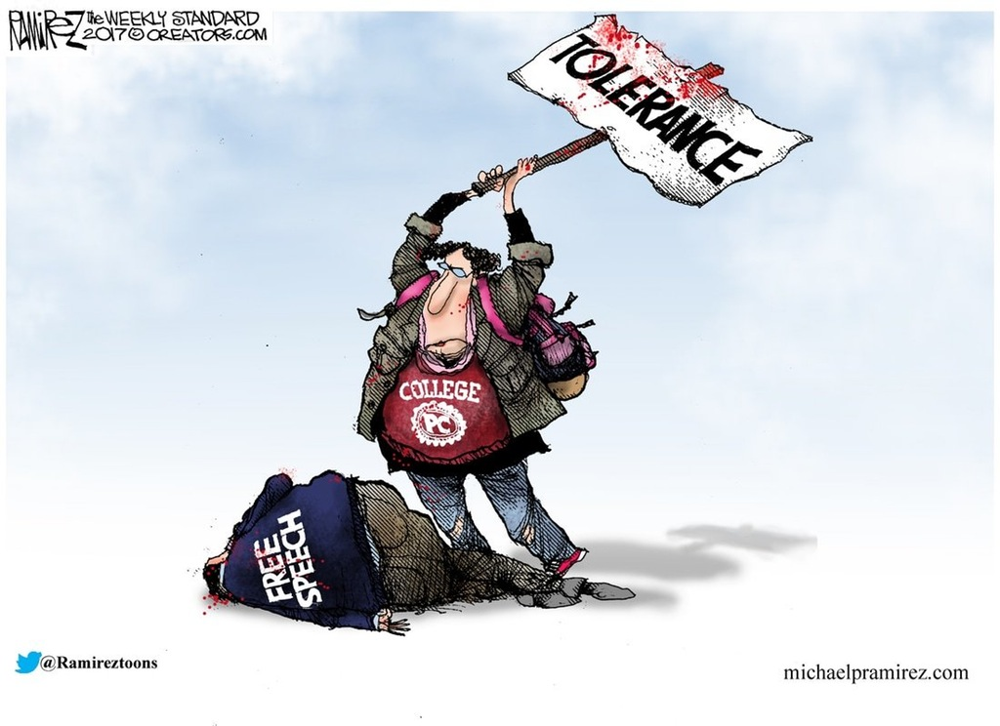 RAMIREZ the WEEKLY STANDARD
2017 © CREATORS.COM
TOLERANCE
COLLEGE
PC
FREE
SPEECH
@Ramireztoons
michaelpramirez.com